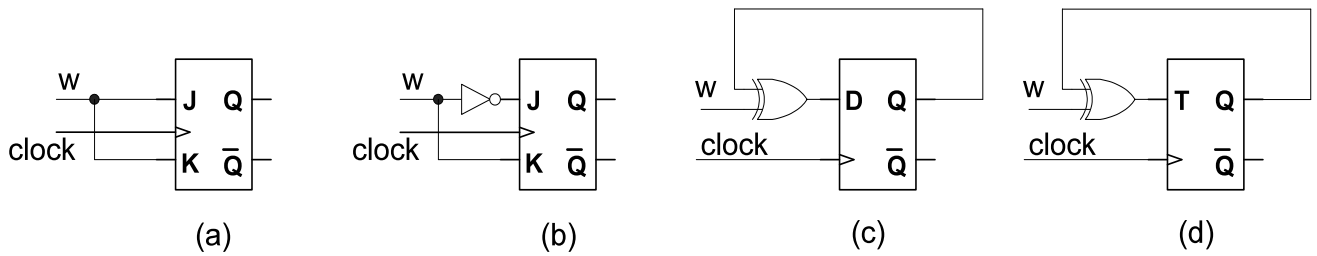 w J Q
clock
K Q̅
(a)
w J Q
clock
K Q̅
(b)
w D Q
clock Q̅
(c)
w T Q
clock Q̅
(d)